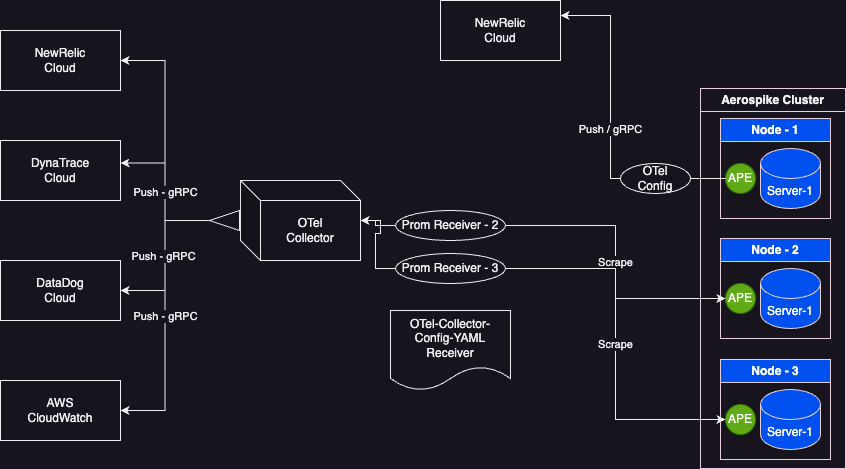 NewRelic
Cloud
NewRelic
Cloud
Aerospike Cluster
Node - 1
Push / gRPC
DynaTrace
Cloud
OTel
Config
APE
Server-1
Push - gRPC
OTel
Collector
Prom Receiver - 2
Node - 2
Push - gRPC
Scrape
Prom Receiver - 3
DataDog
Cloud
APE
Server-1
Push - gRPC
OTel-Collector-
Config-YAML
Receiver
Scrape
Node - 3
AWS
CloudWatch
APE
Server-1